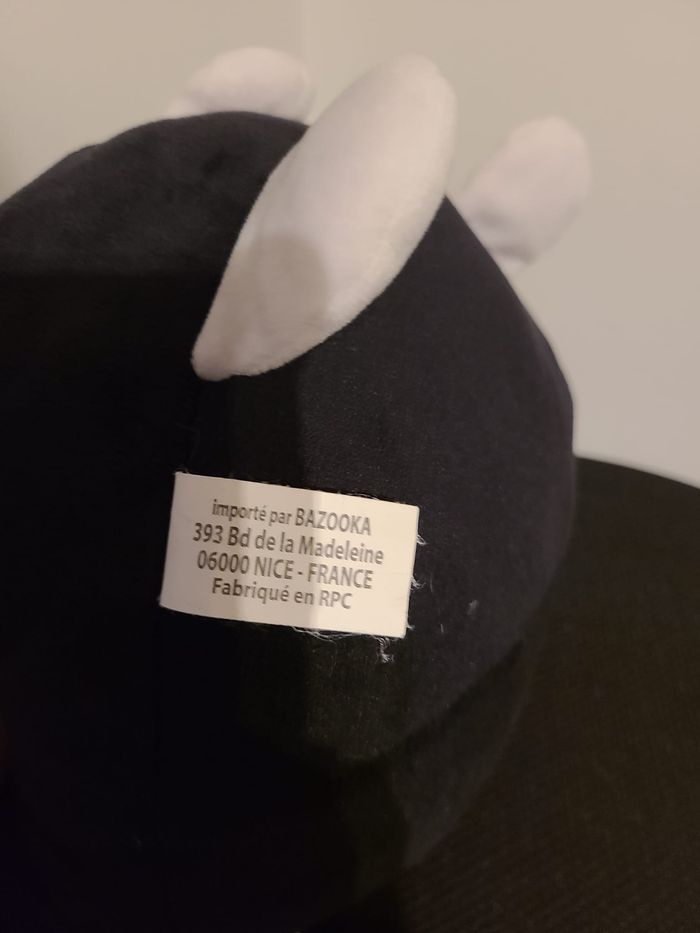 importé par BAZOOKA
393 Bd de la Madeleine
06000 NICE - FRANCE
Fabriqué en RPC